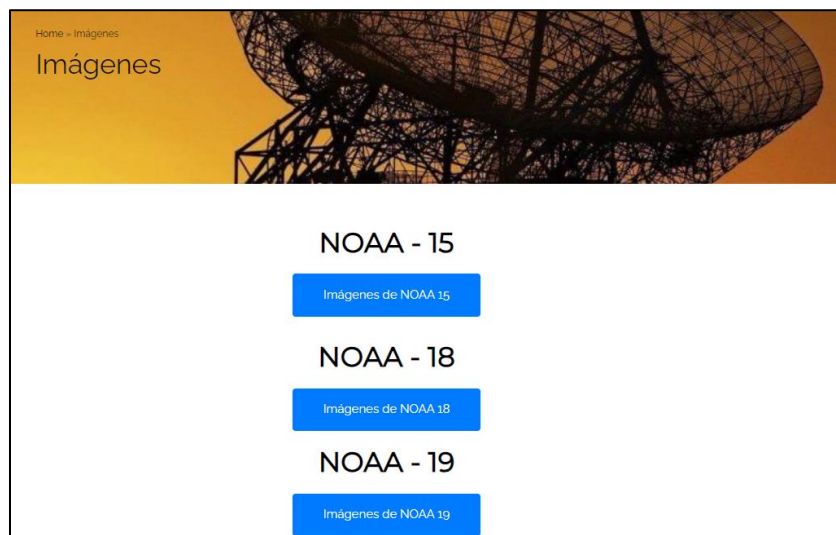 Home » Imágenes
Imágenes
NOAA - 15
Imágenes de NOAA 15
NOAA - 18
Imágenes de NOAA 18
NOAA - 19
Imágenes de NOAA 19